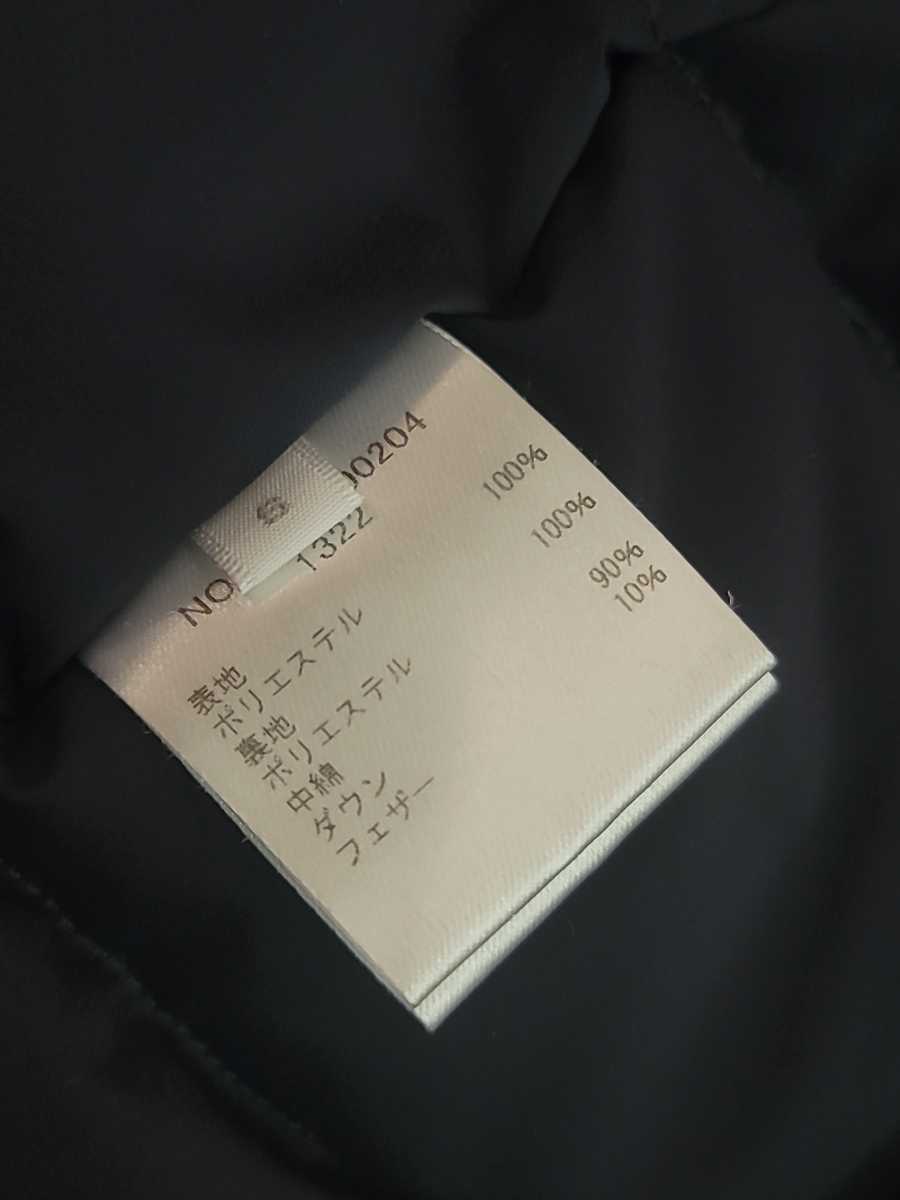 S
NO
00204
1322
表地
ポリエステル 100%
裏地
ポリエステル 100%
中綿
ダウン 90%
フェザー 10%